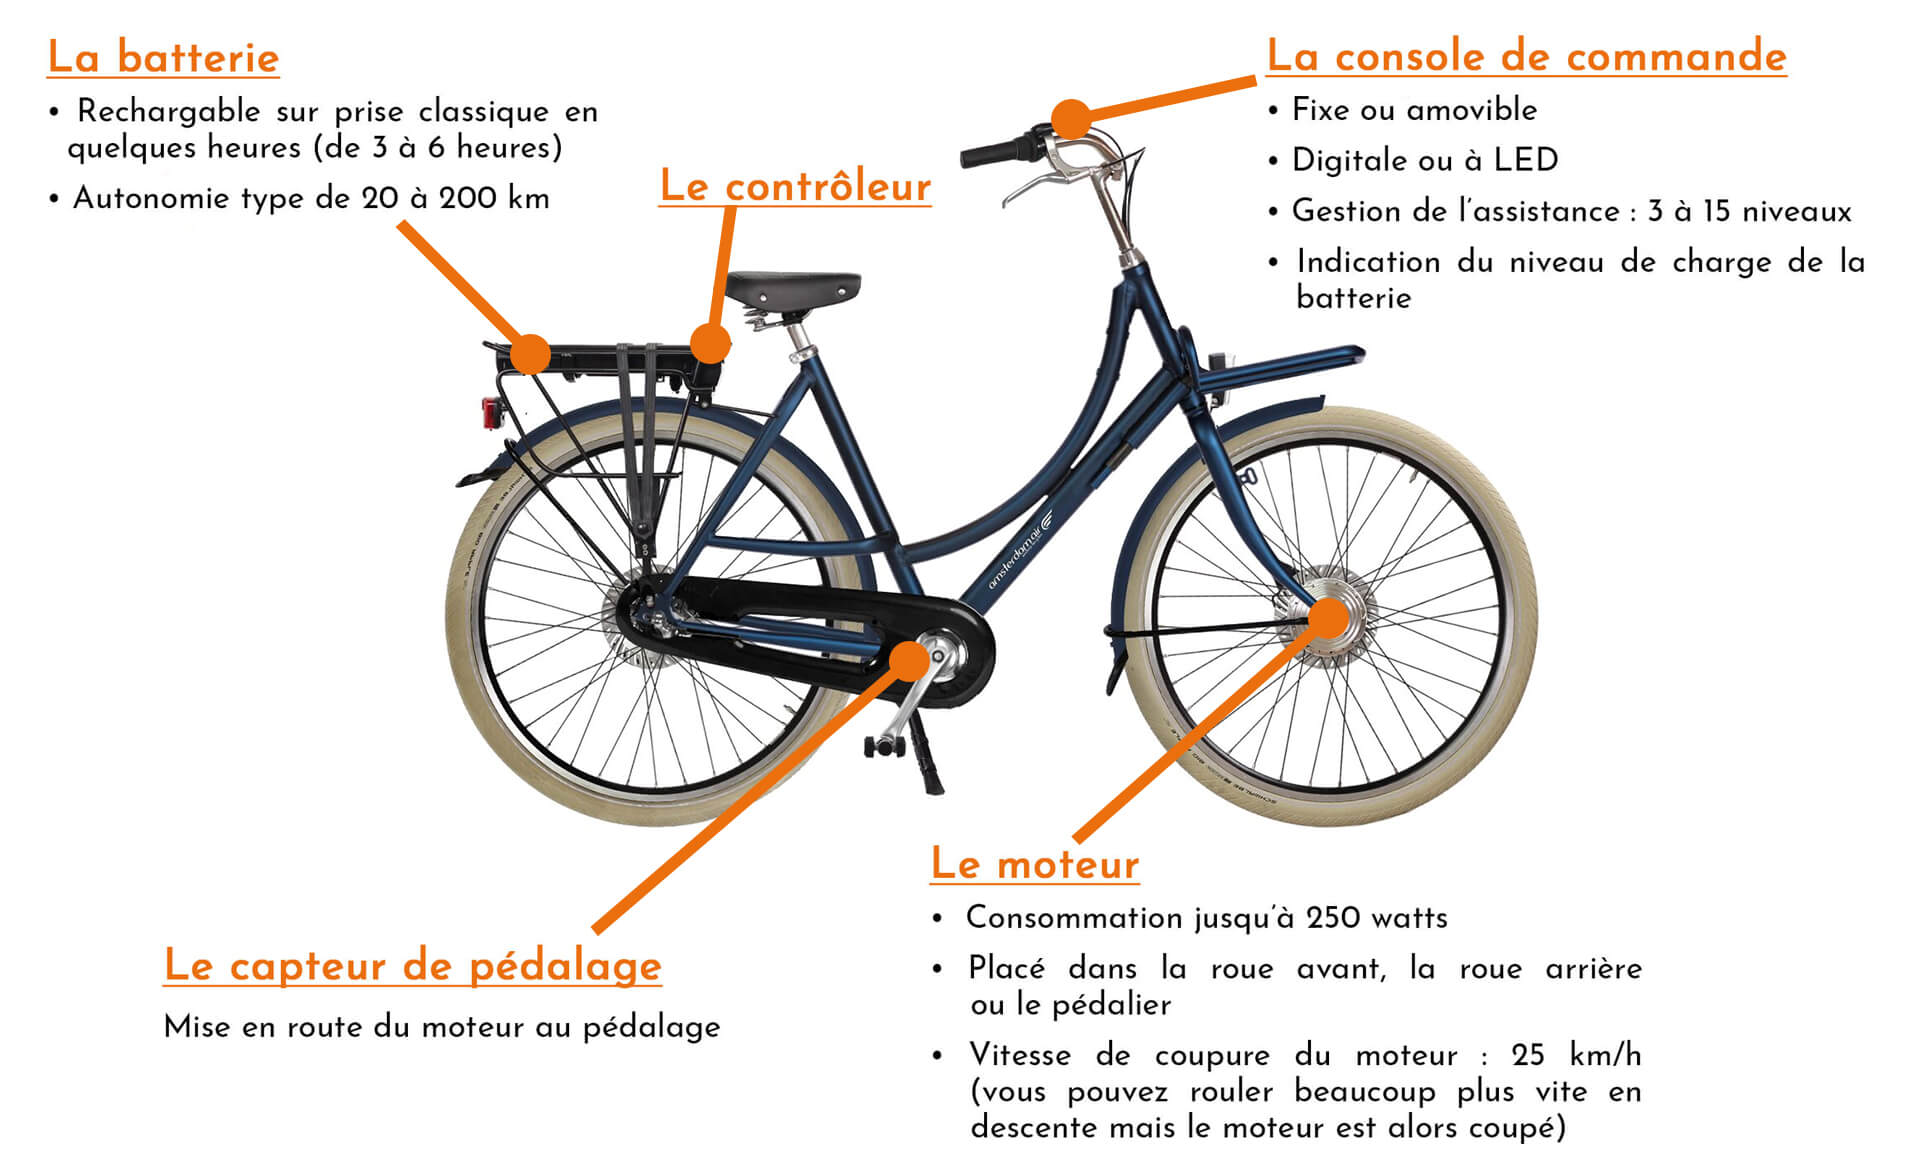 La batterie
• Rechargable sur prise classique en
quelques heures (de 3 à 6 heures)
• Autonomie type de 20 à 200 km
Le contrôleur
La console de commande
• Fixe ou amovible
• Digitale ou à LED
• Gestion de l'assistance : 3 à 15 niveaux
• Indication du niveau de charge de la
batterie
amsterdamair
SCHWALBE
Le capteur de pédalage
Mise en route du moteur au pédalage
Le moteur
• Consommation jusqu'à 250 watts
• Placé dans la roue avant, la roue arrière
ou le pédalier
• Vitesse de coupure du moteur : 25 km/h
(vous pouvez rouler beaucoup plus vite en
descente mais le moteur est alors coupé)